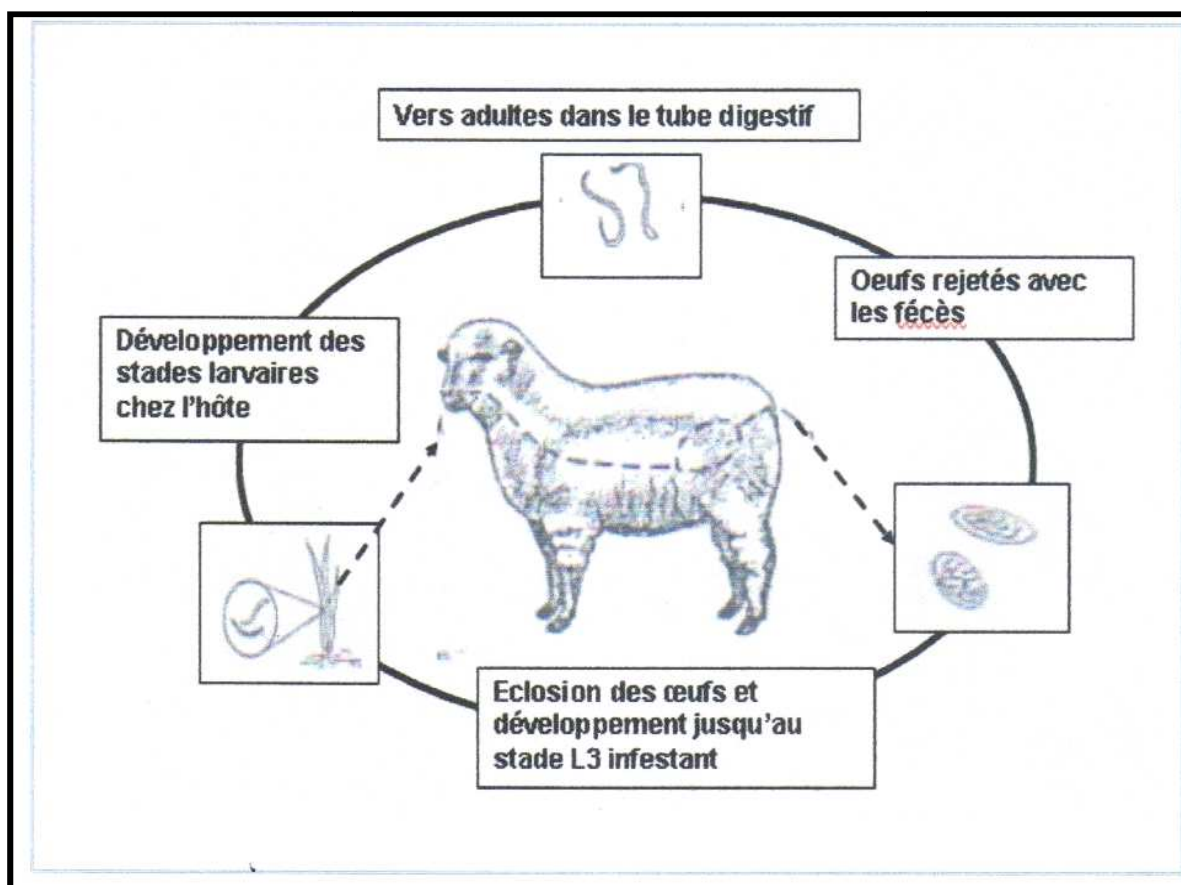 Vers adultes dans le tube digestif
Oeufs rejetés avec
les fécès
Développement des
stades larvaires
chez l'hôte
Eclosion des œufs et
développement jusqu'au
stade L3 infestant